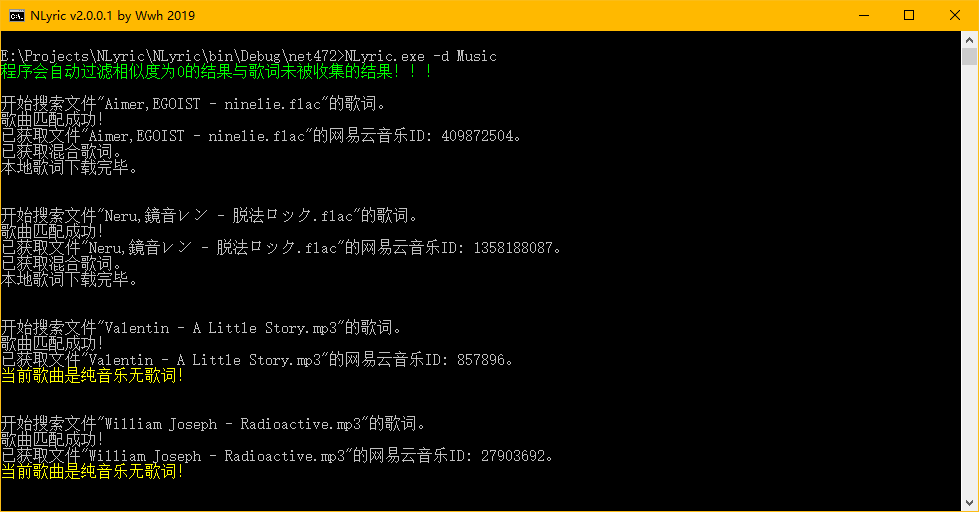 NLyric v2.0.0.1 by Wwh 2019
E:\Projects\NLyric\NLyric\bin\Debug\net472>NLyric.exe -d Music
程序会自动过滤相似度为0的结果与歌词未被收集的结果！！！
开始搜索文件"Aimer,EGOIST - ninelie.flac"的歌词。
歌曲匹配成功!
已获取文件"Aimer,EGOIST - ninelie.flac"的网易云音乐ID: 409872504。
已获取混合歌词。
本地歌词下载完毕。
开始搜索文件"Neru,鏡音レン - 脱法ロック.flac"的歌词。
歌曲匹配成功!
已获取文件"Neru,鏡音レン - 脱法ロック.flac"的网易云音乐ID: 1358188087。
已获取混合歌词。
本地歌词下载完毕。
开始搜索文件"Valentin - A Little Story.mp3"的歌词。
歌曲匹配成功!
已获取文件"Valentin - A Little Story.mp3"的网易云音乐ID: 857896。
当前歌曲是纯音乐无歌词!
开始搜索文件"William Joseph - Radioactive.mp3"的歌词。
歌曲匹配成功!
已获取文件"William Joseph - Radioactive.mp3"的网易云音乐ID: 27903692。
当前歌曲是纯音乐无歌词!